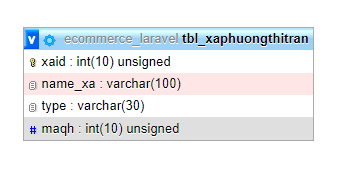 v ecommerce_laravel tbl_xaphuongthitran
xaid : int(10) unsigned
name_xa : varchar(100)
type : varchar(30)
# maqh : int(10) unsigned